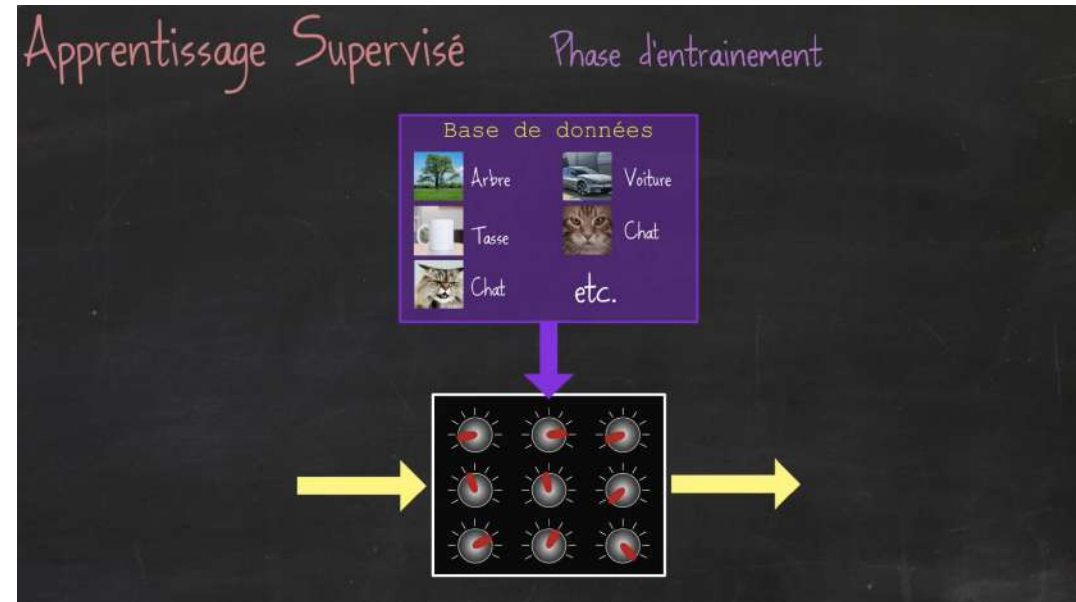 Apprentissage Supervisé
Phase d'entrainement
Base de données
Arbre
Voiture
Tasse
Chat
Chat
etc.